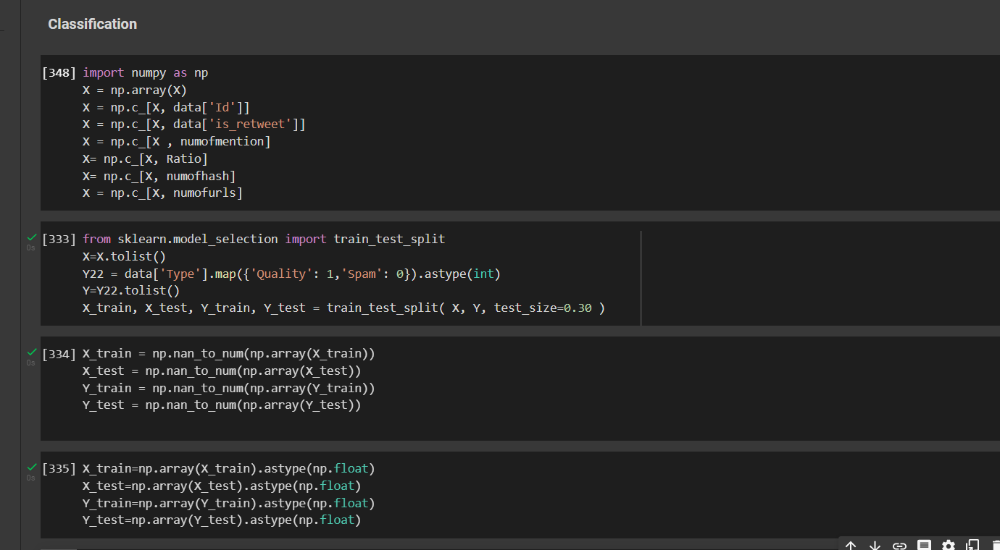 Classification
[348] import numpy as np
X = np.array(X)
X = np.c_[X, data['Id']]
X = np.c_[X, data['is_retweet']]
X = np.c_[X , numofmention]
X= np.c_[X, Ratio]
X= np.c_[X, numofhash]
X = np.c_[X, numofurls]
[333] from sklearn.model_selection import train_test_split
0s
X=X.tolist()
Y22 = data['Type'].map({'Quality': 1,'Spam': 0}).astype(int)
Y=Y22.tolist()
X_train, X_test, Y_train, Y_test = train_test_split( X, Y, test_size=0.30 )
[334] X_train = np.nan_to_num(np.array(X_train))
0s
X_test = np.nan_to_num(np.array(X_test))
Y_train = np.nan_to_num(np.array(Y_train))
Y_test = np.nan_to_num(np.array(Y_test))
[335] X_train=np.array(X_train).astype(np.float)
0s
X_test=np.array(X_test).astype(np.float)
Y_train=np.array(Y_train).astype(np.float)
Y_test=np.array(Y_test).astype(np.float)